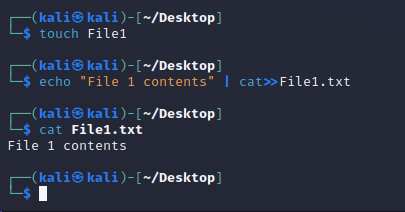 ┌──(kali㉿kali)-[~/Desktop]
└─$ touch File1
┌──(kali㉿kali)-[~/Desktop]
└─$ echo "File 1 contents" | cat>>File1.txt
┌──(kali㉿kali)-[~/Desktop]
└─$ cat File1.txt
File 1 contents
┌──(kali㉿kali)-[~/Desktop]
└─$